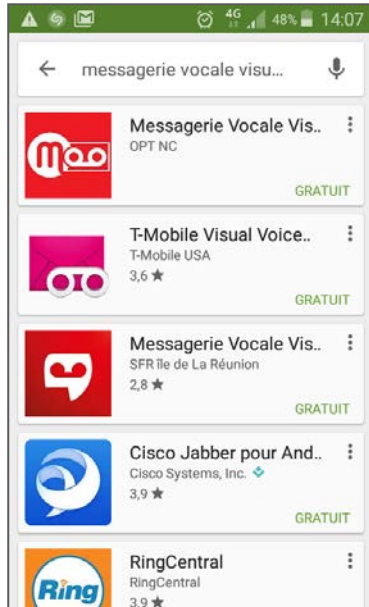 4G 48% 14:07
messagerie vocale visu...
Messagerie Vocale Vis..
OPT NC
GRATUIT
T-Mobile Visual Voice..
T-Mobile USA
3,6 ★
GRATUIT
Messagerie Vocale Vis..
SFR île de La Réunion
2,8 ★
GRATUIT
Cisco Jabber pour And..
Cisco Systems, Inc.
3,9 ★
GRATUIT
Ring
RingCentral
RingCentral
3,9 ★